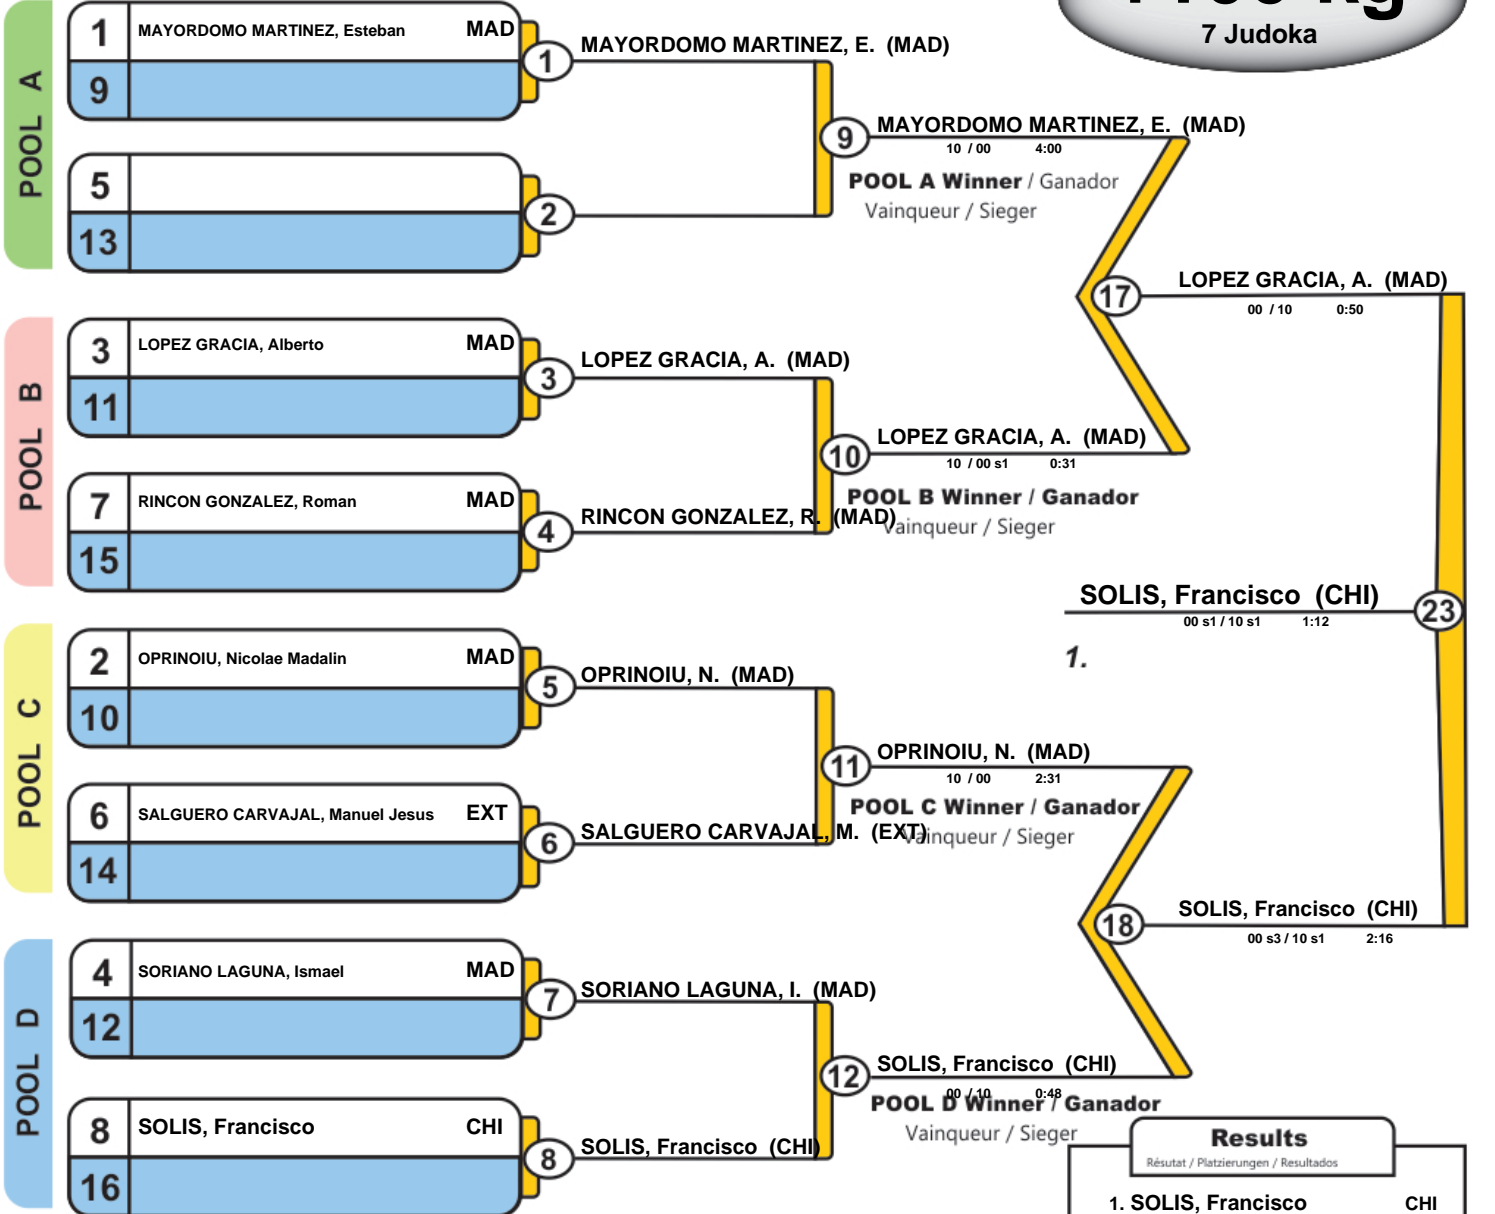 7 Judoka
POOL A
1 MAYORDOMO MARTINEZ, Esteban MAD
9
5
13
1 MAYORDOMO MARTINEZ, E. (MAD)
2
9 MAYORDOMO MARTINEZ, E. (MAD)
10 / 00 4:00
POOL A Winner / Ganador
Vainqueur / Sieger
POOL B
3 LOPEZ GRACIA, Alberto MAD
11
7 RINCON GONZALEZ, Roman MAD
15
3 LOPEZ GRACIA, A. (MAD)
4 RINCON GONZALEZ, R. (MAD)
10 LOPEZ GRACIA, A. (MAD)
10 / 00 s1 0:31
POOL B Winner / Ganador
Vainqueur / Sieger
17 LOPEZ GRACIA, A. (MAD)
00 / 10 0:50
SOLIS, Francisco (CHI) 23
00 s1 / 10 s1 1:12
1.
POOL C
2 OPRINOIU, Nicolae Madalin MAD
10
6 SALGUERO CARVAJAL, Manuel Jesus EXT
14
5 OPRINOIU, N. (MAD)
6 SALGUERO CARVAJAL, M. (EXT)
11 OPRINOIU, N. (MAD)
10 / 00 2:31
POOL C Winner / Ganador
Vainqueur / Sieger
POOL D
4 SORIANO LAGUNA, Ismael MAD
12
8 SOLIS, Francisco CHI
16
7 SORIANO LAGUNA, I. (MAD)
8 SOLIS, Francisco (CHI)
12 SOLIS, Francisco (CHI)
00 / 10 0:48
POOL D Winner / Ganador
Vainqueur / Sieger
18 SOLIS, Francisco (CHI)
00 s3 / 10 s1 2:16
Results
Résutat / Platzierungen / Resultados
1. SOLIS, Francisco CHI